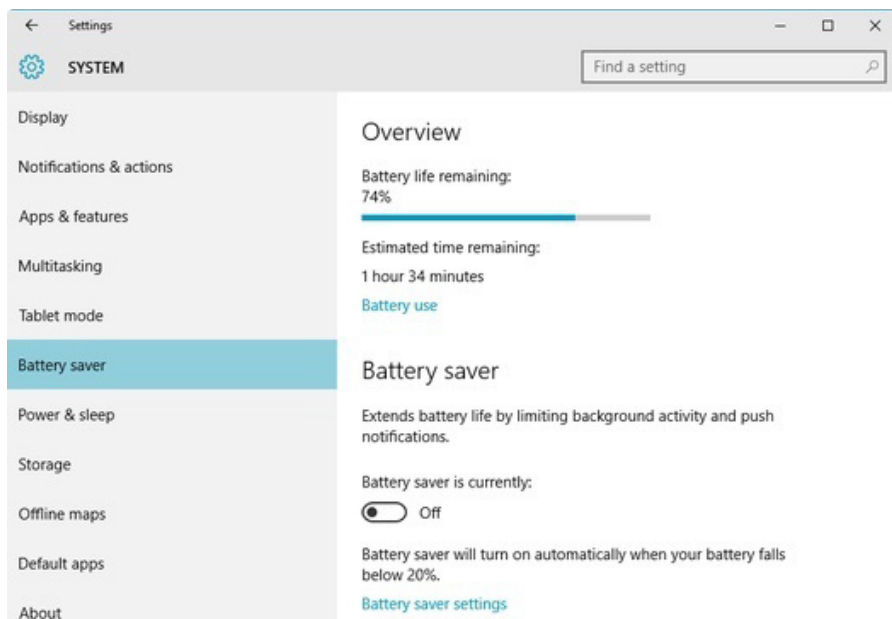 Settings
SYSTEM
Find a setting
Display
Notifications & actions
Apps & features
Multitasking
Tablet mode
Battery saver
Power & sleep
Storage
Offline maps
Default apps
About
Overview
Battery life remaining:
74%
Estimated time remaining:
1 hour 34 minutes
Battery use
Battery saver
Extends battery life by limiting background activity and push
notifications.
Battery saver is currently:
Off
Battery saver will turn on automatically when your battery falls
below 20%.
Battery saver settings